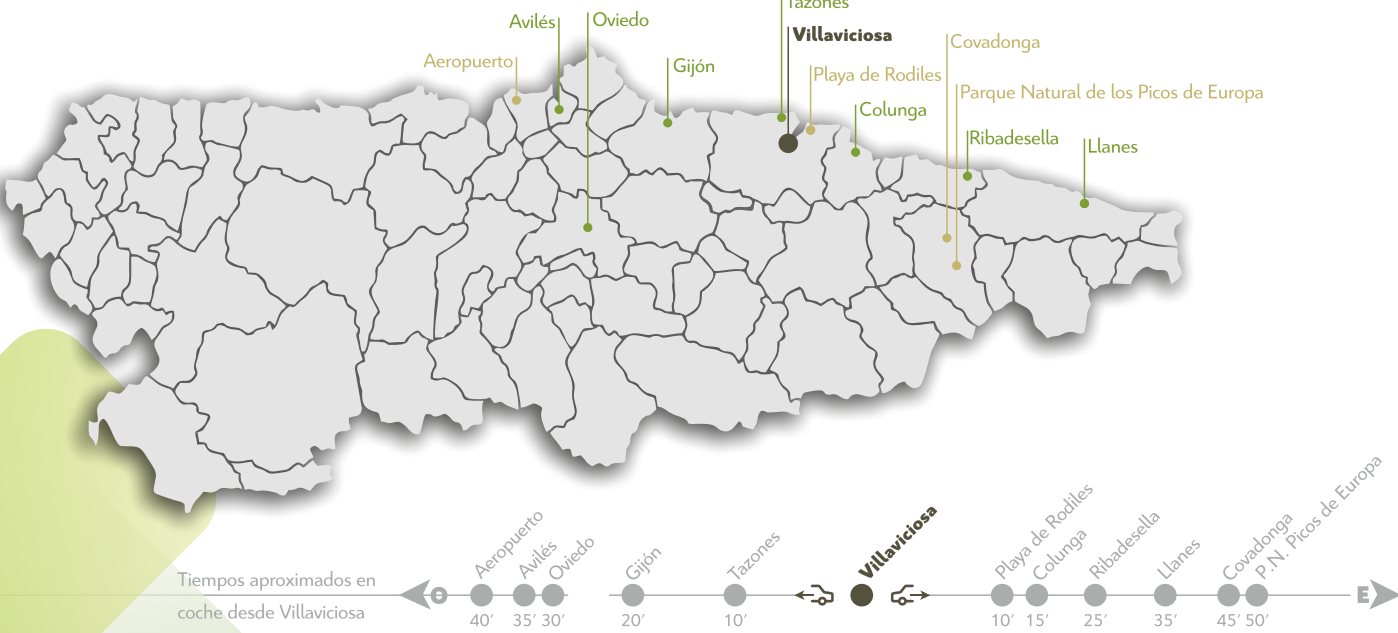 Tazones
Avilés
Oviedo
Villaviciosa
Covadonga
Aeropuerto
Gijón
Playa de Rodiles
Parque Natural de los Picos de Europa
Colunga
Ribadesella
Llanes
Tiempos aproximados en
coche desde Villaviciosa
O
Aeropuerto
Avilés
Oviedo
Gijón
Tazones
Villaviciosa
Playa de Rodiles
Colunga
Ribadesella
Llanes
Covadonga
P.N. Picos de Europa
E
40’ 35’ 30’ 20’ 10’ 10’ 15’ 25’ 35’ 45’ 50’